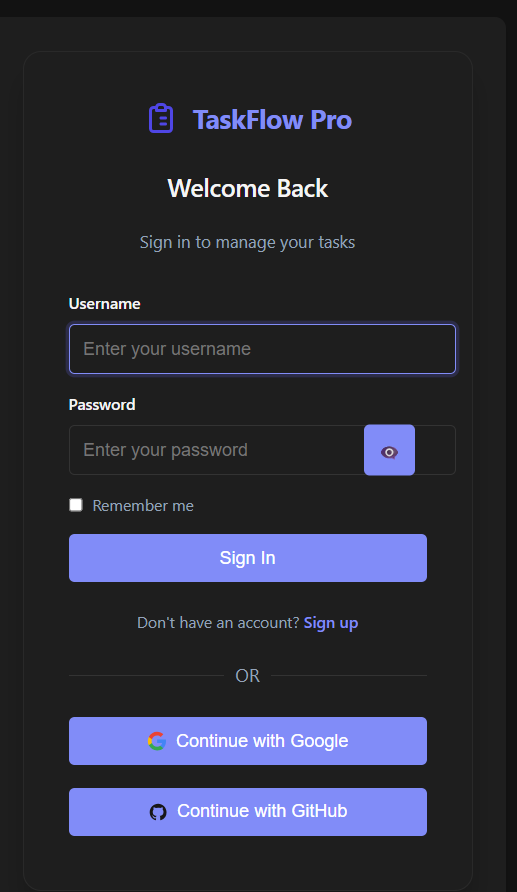 TaskFlow Pro
Welcome Back
Sign in to manage your tasks
Username
Enter your username
Password
Enter your password
Remember me
Sign In
Don't have an account? Sign up
OR
Continue with Google
Continue with GitHub